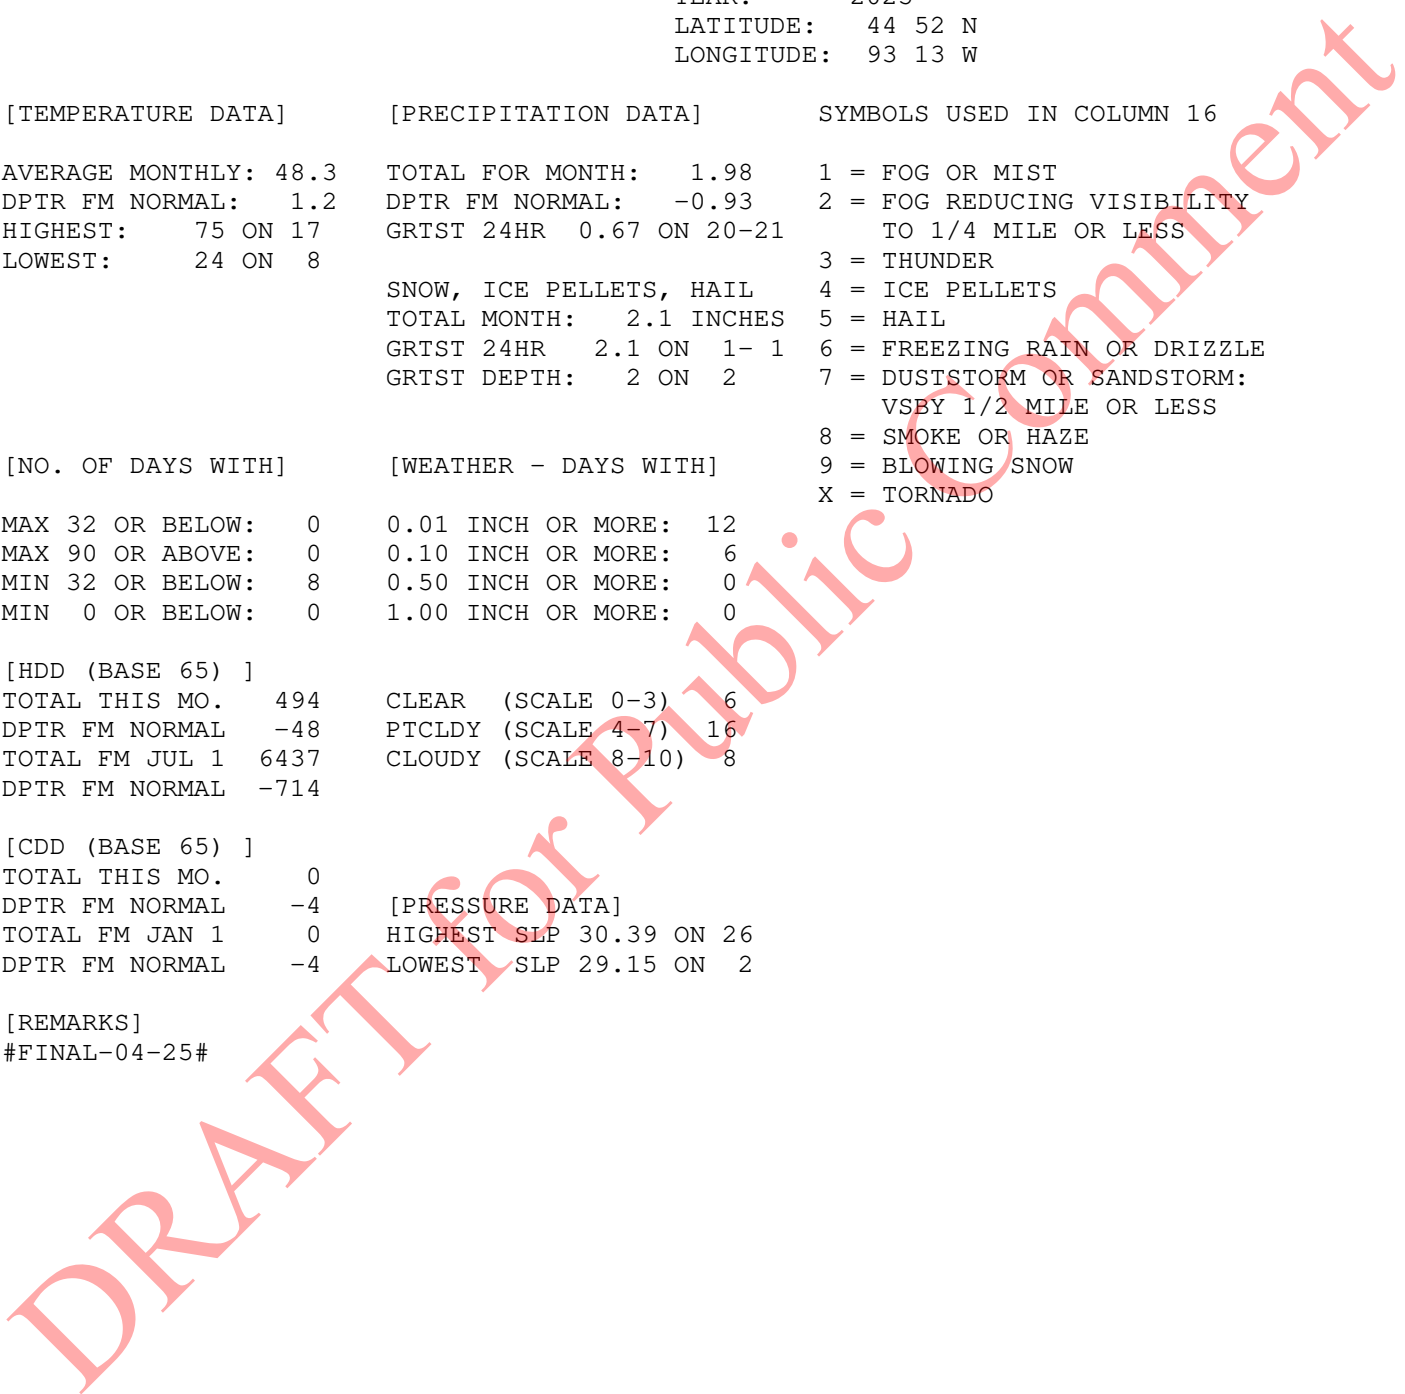 YEAR: 2025
LATITUDE: 44 52 N
LONGITUDE: 93 13 W
[TEMPERATURE DATA] [PRECIPITATION DATA] SYMBOLS USED IN COLUMN 16
AVERAGE MONTHLY: 48.3 TOTAL FOR MONTH: 1.98 1 = FOG OR MIST
DPTR FM NORMAL: 1.2 DPTR FM NORMAL: -0.93 2 = FOG REDUCING VISIBILITY
HIGHEST: 75 ON 17 GRTST 24HR 0.67 ON 20-21 TO 1/4 MILE OR LESS
LOWEST: 24 ON 8 3 = THUNDER
SNOW, ICE PELLETS, HAIL 4 = ICE PELLETS
TOTAL MONTH: 2.1 INCHES 5 = HAIL
GRTST 24HR 2.1 ON 1- 1 6 = FREEZING RAIN OR DRIZZLE
GRTST DEPTH: 2 ON 2 7 = DUSTSTORM OR SANDSTORM:
VSBY 1/2 MILE OR LESS
8 = SMOKE OR HAZE
[NO. OF DAYS WITH] [WEATHER - DAYS WITH] 9 = BLOWING SNOW
X = TORNADO
MAX 32 OR BELOW: 0 0.01 INCH OR MORE: 12
MAX 90 OR ABOVE: 0 0.10 INCH OR MORE: 6
MIN 32 OR BELOW: 8 0.50 INCH OR MORE: 0
MIN 0 OR BELOW: 0 1.00 INCH OR MORE: 0
[HDD (BASE 65) ]
TOTAL THIS MO. 494 CLEAR (SCALE 0-3) 6
DPTR FM NORMAL -48 PTCLDY (SCALE 4-7) 16
TOTAL FM JUL 1 6437 CLOUDY (SCALE 8-10) 8
DPTR FM NORMAL -714
[CDD (BASE 65) ]
TOTAL THIS MO. 0
DPTR FM NORMAL -4 [PRESSURE DATA]
TOTAL FM JAN 1 0 HIGHEST SLP 30.39 ON 26
DPTR FM NORMAL -4 LOWEST SLP 29.15 ON 2
[REMARKS]
#FINAL-04-25#
DRAFT for Public Comment